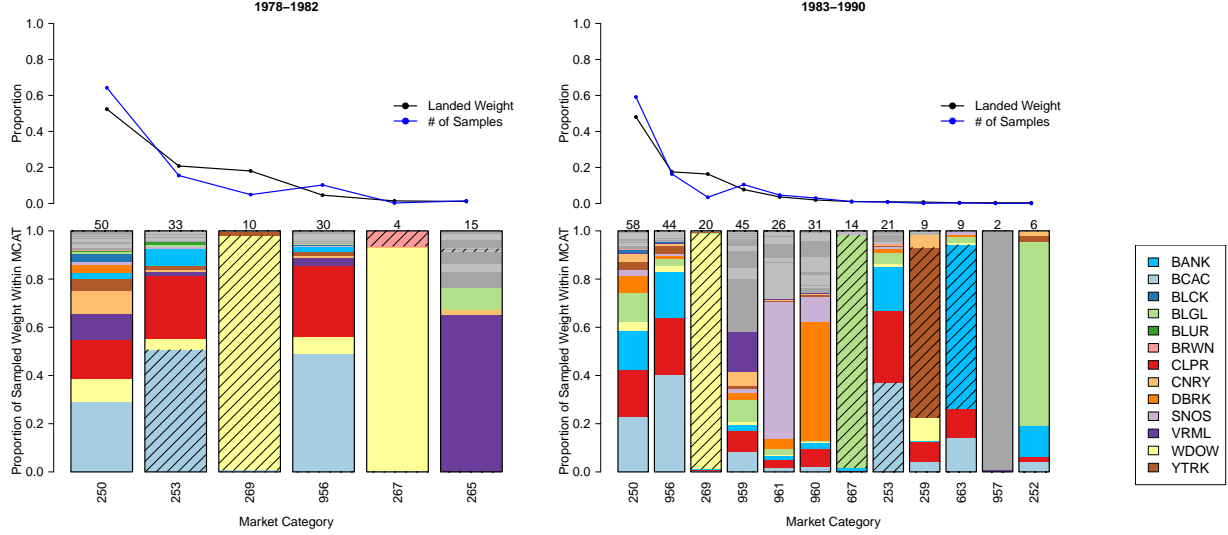 1978–1982
1.0
0.8
0.6
0.4
0.2
0.0
Proportion
Landed Weight
# of Samples
50 33 10 30 4 15
1.0
0.8
0.6
0.4
0.2
0.0
Proportion of Sampled Weight Within MCAT
250 253 269 956 267 265
Market Category
1983–1990
1.0
0.8
0.6
0.4
0.2
0.0
Proportion
Landed Weight
# of Samples
58 44 20 45 26 31 14 21 9 9 2 6
1.0
0.8
0.6
0.4
0.2
0.0
Proportion of Sampled Weight Within MCAT
250 956 269 959 961 960 667 253 259 663 957 252
Market Category
BANK
BCAC
BLCK
BLGL
BLUR
BRWN
CLPR
CNRY
DBRK
SNOS
VRML
WDOW
YTRK